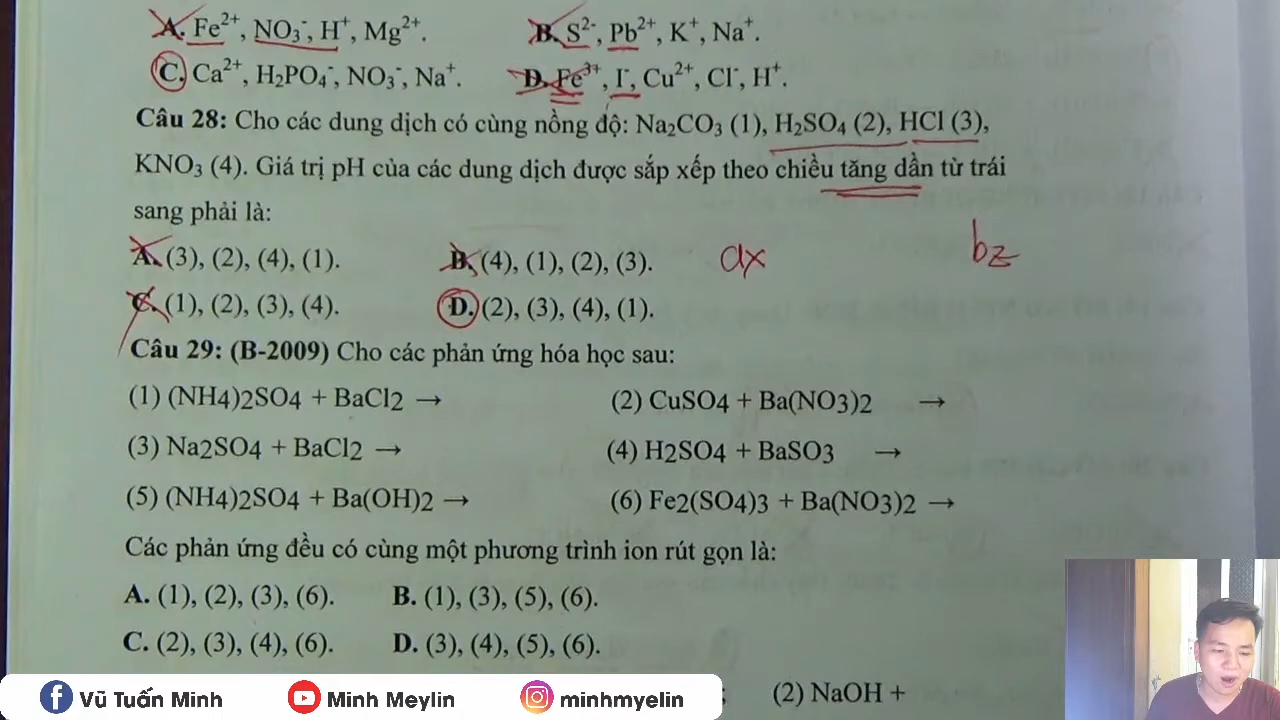 A. Fe²⁺, NO₃⁻, H⁺, Mg²⁺. B. S²⁻, Pb²⁺, K⁺, Na⁺.
C. Ca²⁺, H₂PO₄⁻, NO₃⁻, Na⁺. D. Fe³⁺, I⁻, Cu²⁺, Cl⁻, H⁺.
Câu 28: Cho các dung dịch có cùng nồng độ: Na₂CO₃ (1), H₂SO₄ (2), HCl (3),
KNO₃ (4). Giá trị pH của các dung dịch được sắp xếp theo chiều tăng dần từ trái
sang phải là:
A. (3), (2), (4), (1). B. (4), (1), (2), (3). ax bz
C. (1), (2), (3), (4). D. (2), (3), (4), (1).
Câu 29: (B-2009) Cho các phản ứng hóa học sau:
(1) (NH4)2SO4 + BaCl2 → (2) CuSO4 + Ba(NO3)2 →
(3) Na2SO4 + BaCl2 → (4) H2SO4 + BaSO3 →
(5) (NH4)2SO4 + Ba(OH)2 → (6) Fe2(SO4)3 + Ba(NO3)2 →
Các phản ứng đều có cùng một phương trình ion rút gọn là:
A. (1), (2), (3), (6). B. (1), (3), (5), (6).
C. (2), (3), (4), (6). D. (3), (4), (5), (6).
(2) NaOH +
Vũ Tuấn Minh Minh Meylin minhmyelin